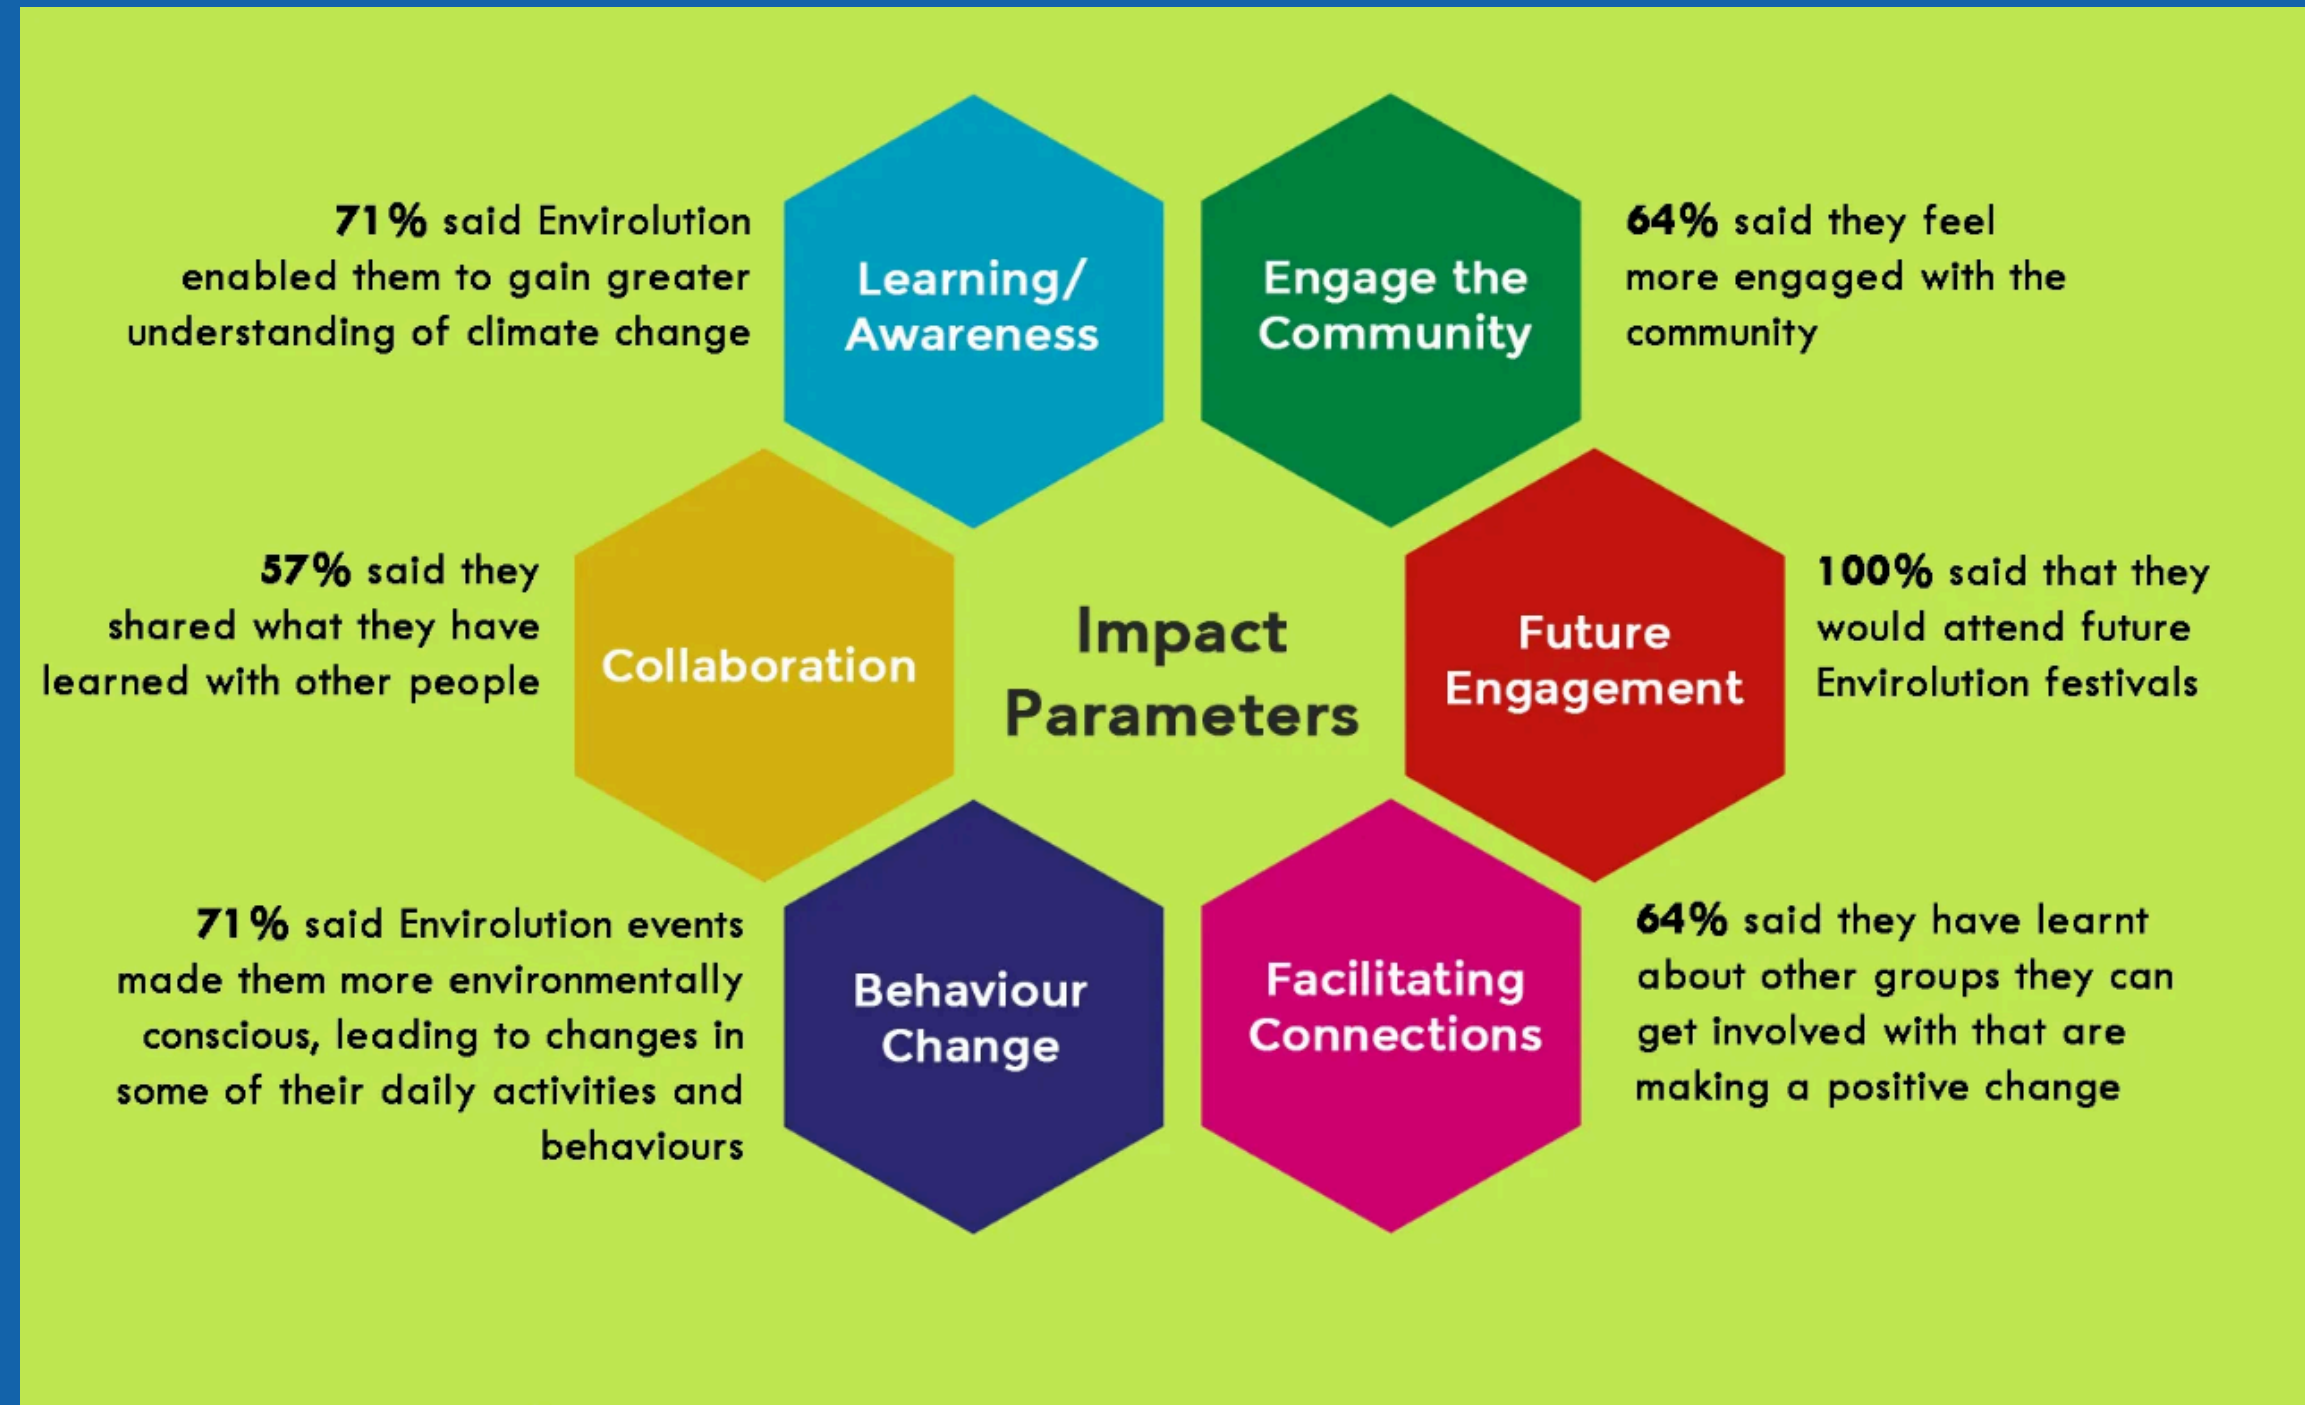 71% said Envirolution
enabled them to gain greater
understanding of climate change
Learning/
Awareness
Engage the
Community
64% said they feel
more engaged with the
community
57% said they
shared what they have
learned with other people
Collaboration
Impact
Parameters
Future
Engagement
100% said that they
would attend future
Envirolution festivals
71% said Envirolution events
made them more environmentally
conscious, leading to changes in
some of their daily activities and
behaviours
Behaviour
Change
Facilitating
Connections
64% said they have learnt
about other groups they can
get involved with that are
making a positive change